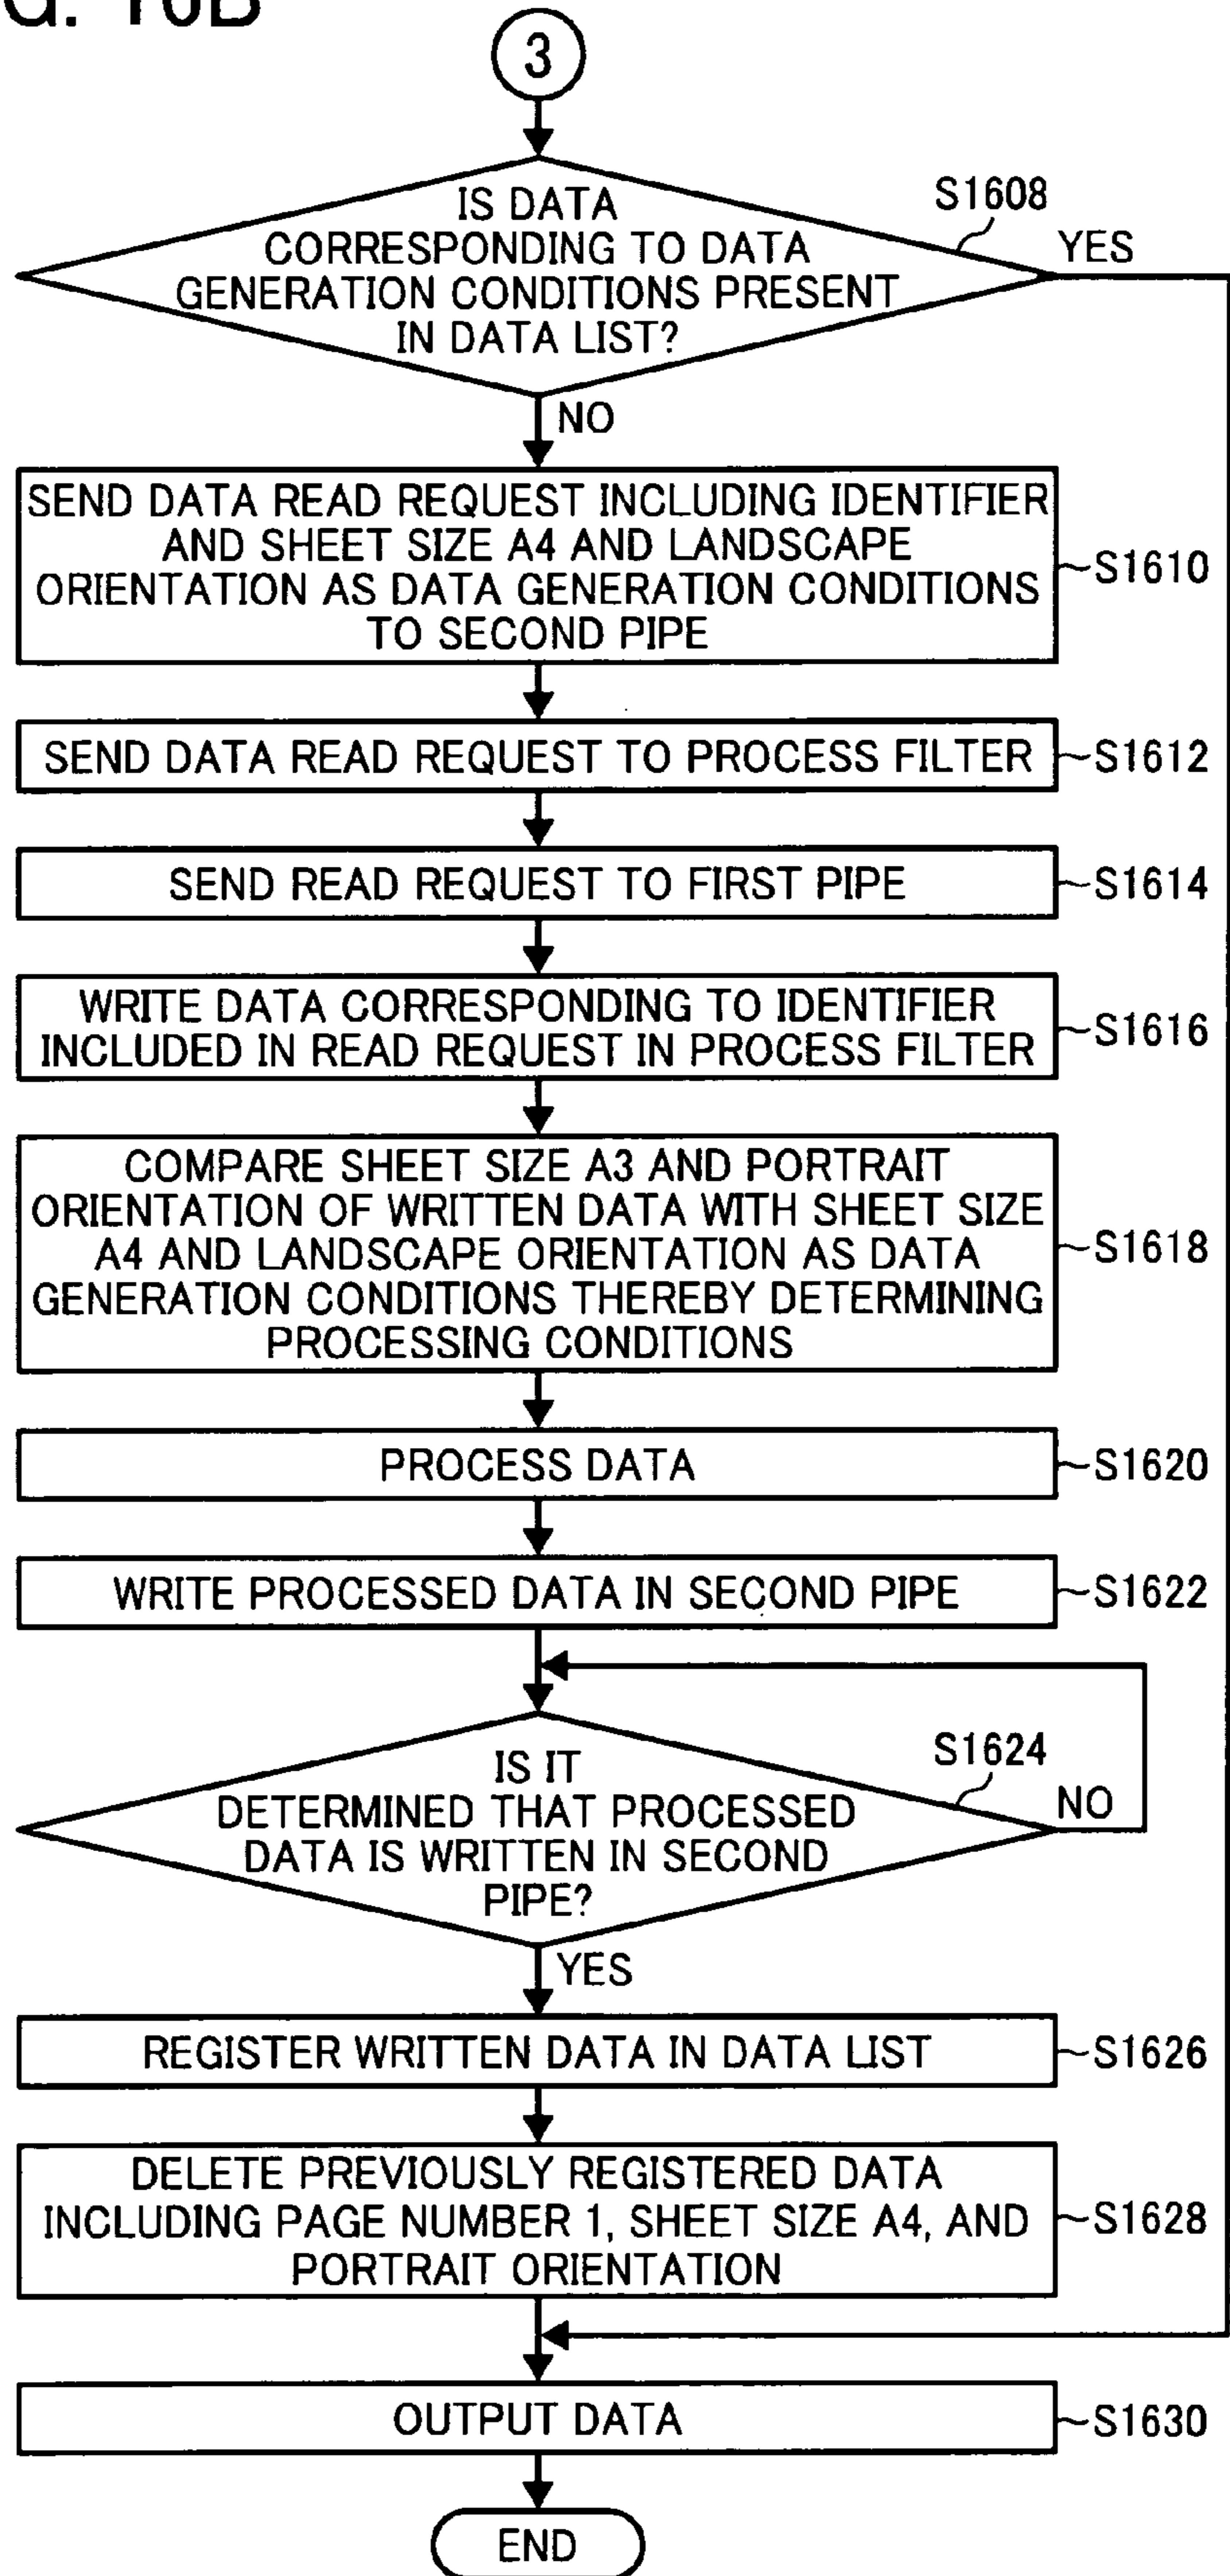 G. 16B
3
IS DATA
CORRESPONDING TO DATA
GENERATION CONDITIONS PRESENT
IN DATA LIST?
S1608
YES
NO
SEND DATA READ REQUEST INCLUDING IDENTIFIER
AND SHEET SIZE A4 AND LANDSCAPE
ORIENTATION AS DATA GENERATION CONDITIONS
TO SECOND PIPE
S1610
SEND DATA READ REQUEST TO PROCESS FILTER
S1612
SEND READ REQUEST TO FIRST PIPE
S1614
WRITE DATA CORRESPONDING TO IDENTIFIER
INCLUDED IN READ REQUEST IN PROCESS FILTER
S1616
COMPARE SHEET SIZE A3 AND PORTRAIT
ORIENTATION OF WRITTEN DATA WITH SHEET SIZE
A4 AND LANDSCAPE ORIENTATION AS DATA
GENERATION CONDITIONS THEREBY DETERMINING
PROCESSING CONDITIONS
S1618
PROCESS DATA
S1620
WRITE PROCESSED DATA IN SECOND PIPE
S1622
IS IT
DETERMINED THAT PROCESSED
DATA IS WRITTEN IN SECOND
PIPE?
S1624
NO
YES
REGISTER WRITTEN DATA IN DATA LIST
S1626
DELETE PREVIOUSLY REGISTERED DATA
INCLUDING PAGE NUMBER 1, SHEET SIZE A4, AND
PORTRAIT ORIENTATION
S1628
OUTPUT DATA
S1630
END